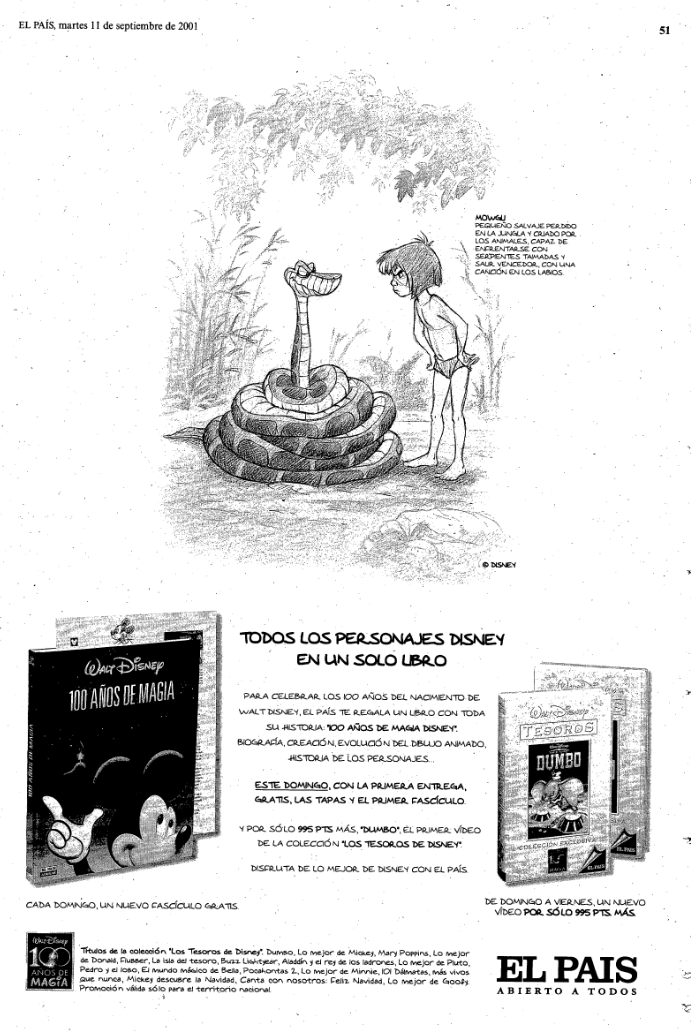 EL PAÍS, martes 11 de septiembre de 2001
51
MOWGLI
PEQUEÑO SALVAJE PERDIDO
EN LA JUNGLA Y CRIADO POR
LOS ANIMALES, CAPAZ DE
ENFRENTARSE CON
SERPIENTES TAIMADAS Y
SALIR VENCEDOR, CON UNA
CANCIÓN EN LOS LABIOS.
© DISNEY
TODOS LOS PERSONAJES DISNEY
EN UN SOLO LIBRO
PARA CELEBRAR LOS 100 AÑOS DEL NACIMIENTO DE
WALT DISNEY, EL PAÍS TE REGALA UN LIBRO CON TODA
SU HISTORIA: "100 AÑOS DE MAGIA DISNEY".
BIOGRAFÍA, CREACIÓN, EVOLUCIÓN DEL DIBUJO ANIMADO,
HISTORIA DE LOS PERSONAJES...
ESTE DOMINGO, CON LA PRIMERA ENTREGA,
GRATIS, LAS TAPAS Y EL PRIMER FASCÍCULO.
Y POR SÓLO 995 PTS MÁS, "DUMBO", EL PRIMER VÍDEO
DE LA COLECCIÓN "LOS TESOROS DE DISNEY".
DISFRUTA DE LO MEJOR DE DISNEY CON EL PAÍS.
WALT DISNEY
100 AÑOS DE MAGIA
100 AÑOS DE MAGIA
WALT DISNEY
TESOROS
DUMBO
COLECCIÓN EXCLUSIVA
EL PAIS
EL PAIS
CADA DOMINGO, UN NUEVO FASCÍCULO GRATIS.
DE DOMINGO A VIERNES, UN NUEVO
VÍDEO POR SÓLO 995 PTS. MÁS.
WALT DISNEY
100
AÑOS DE
MAGIA
Títulos de la colección "Los Tesoros de Disney": Dumbo, Lo mejor de Mickey, Mary Poppins, Lo mejor
de Donald, Flubber, La isla del tesoro, Buzz Lightyear, Aladdín y el rey de los ladrones, Lo mejor de Pluto,
Pedro y el lobo, El mundo mágico de Bella, Pocahontas 2, Lo mejor de Minnie, 101 Dálmatas, más vivos
que nunca, Mickey descubre la Navidad, Canta con nosotros: Feliz Navidad, Lo mejor de Goofy.
Promoción válida sólo para el territorio nacional.
EL PAIS
ABIERTO A TODOS